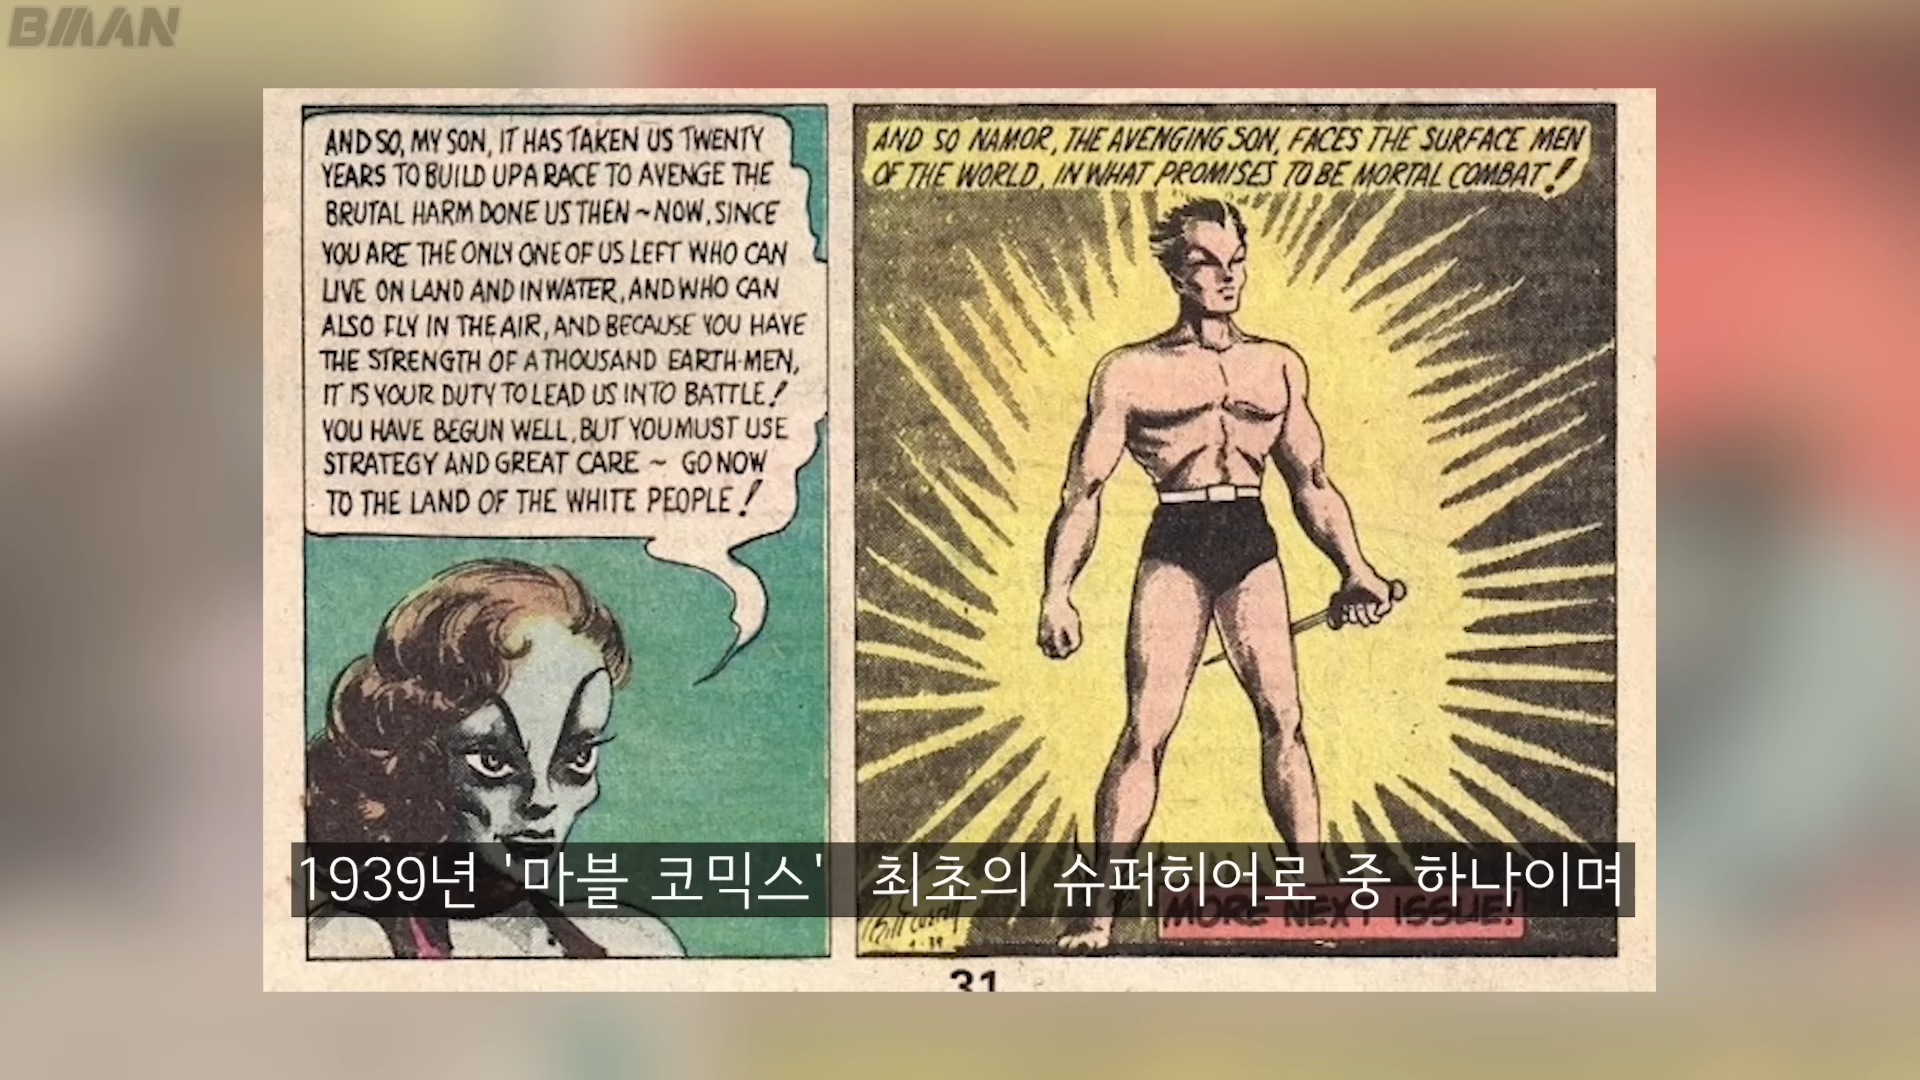 BMAN
AND SO, MY SON, IT HAS TAKEN US TWENTY
YEARS TO BUILD UP A RACE TO AVENGE THE
BRUTAL HARM DONE US THEN ~ NOW, SINCE
YOU ARE THE ONLY ONE OF US LEFT WHO CAN
LIVE ON LAND AND IN WATER, AND WHO CAN
ALSO FLY IN THE AIR, AND BECAUSE YOU HAVE
THE STRENGTH OF A THOUSAND EARTH-MEN,
IT IS YOUR DUTY TO LEAD US INTO BATTLE!
YOU HAVE BEGUN WELL, BUT YOU MUST USE
STRATEGY AND GREAT CARE ~ GO NOW
TO THE LAND OF THE WHITE PEOPLE!
AND SO NAMOR, THE AVENGING SON, FACES THE SURFACE MEN
OF THE WORLD, IN WHAT PROMISES TO BE MORTAL COMBAT!
1939년 '마블 코믹스' 최초의 슈퍼히어로 중 하나이며
MORE NEXT ISSUE!
31